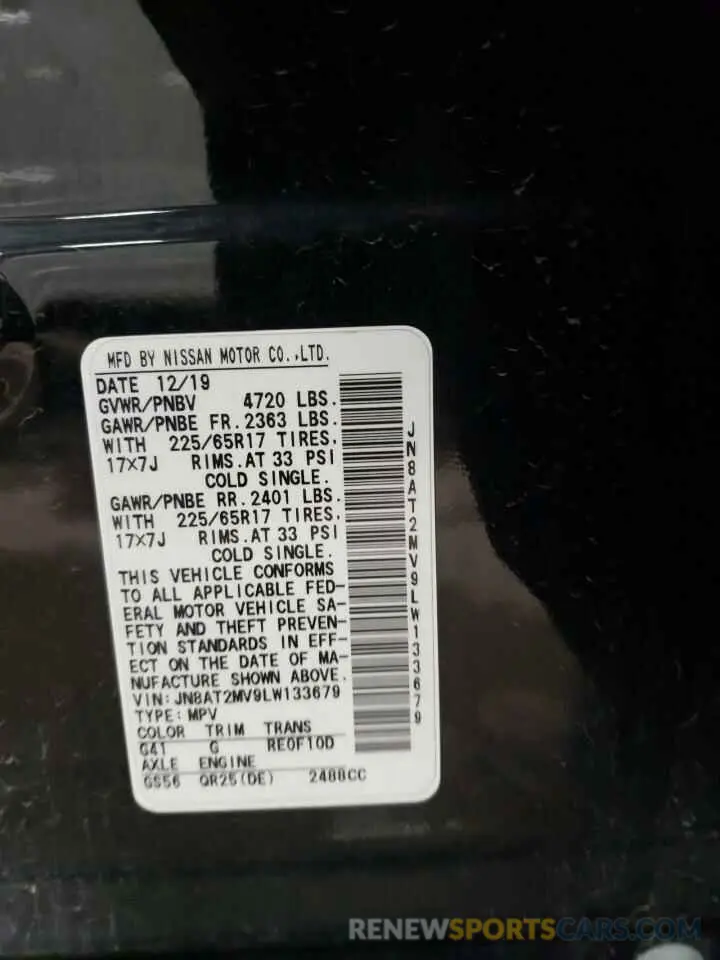 MFD BY NISSAN MOTOR CO.,LTD.
DATE 12/19
GVWR/PNBV 4720 LBS.
GAWR/PNBE FR. 2363 LBS.
WITH 225/65R17 TIRES.
17X7J RIMS. AT 33 PSI
COLD SINGLE.
GAWR/PNBE RR. 2401 LBS.
WITH 225/65R17 TIRES.
17X7J RIMS. AT 33 PSI
COLD SINGLE.
THIS VEHICLE CONFORMS
TO ALL APPLICABLE FED-
ERAL MOTOR VEHICLE SA-
FETY AND THEFT PREVEN-
TION STANDARDS IN EFF-
ECT ON THE DATE OF MA-
NUFACTURE SHOWN ABOVE.
VIN: JN8AT2MV9LW133679
TYPE: MPV
COLOR TRIM TRANS
G41 G RE0F10D
AXLE ENGINE
GS56 QR25(DE) 2488CC
JN8AT2MV9LW133679
RENEWSPORTSCARS.COM